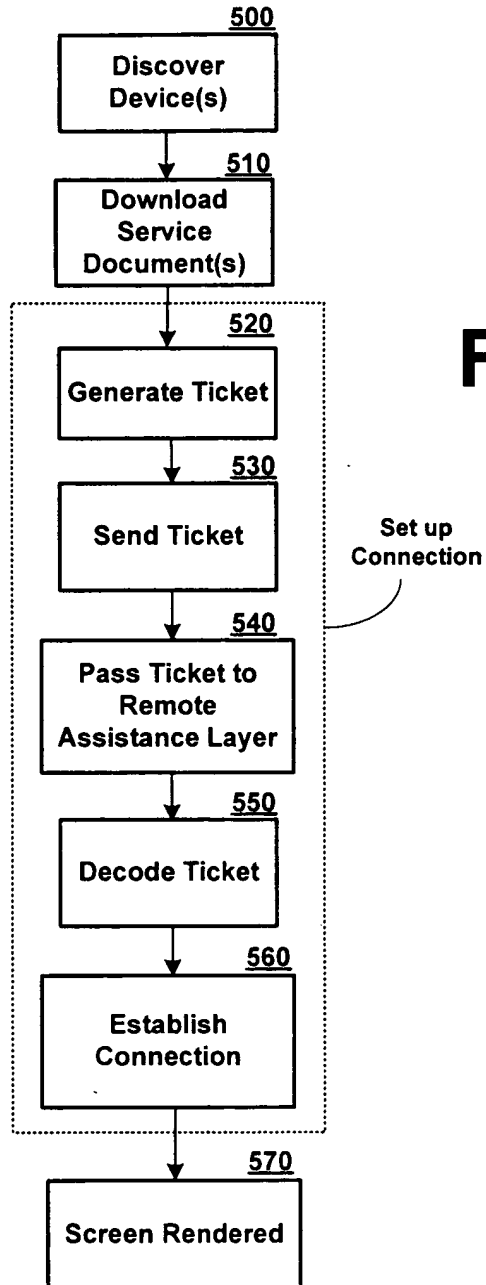 500
Discover
Device(s)
510
Download
Service
Document(s)
520
Generate Ticket
530
Send Ticket
Set up
Connection
540
Pass Ticket to
Remote
Assistance Layer
550
Decode Ticket
560
Establish
Connection
570
Screen Rendered